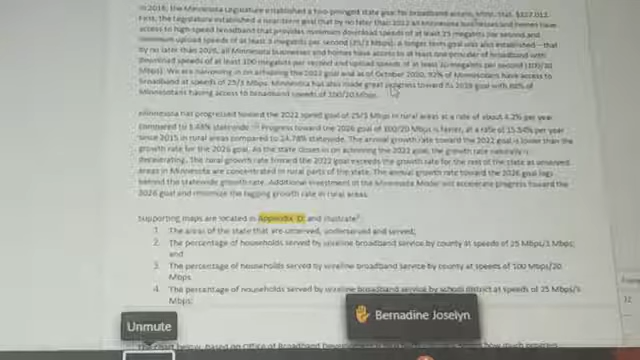 In 2016, the Minnesota Legislature established a two-pronged state goal for broadband access, Minn. Stat. §237.012.
First, the Legislature established a near-term goal that by no later than 2022 all Minnesota businesses and homes have
access to high-speed broadband that provides minimum download speeds of at least 25 megabits per second and
minimum upload speeds of at least 3 megabits per second (25/3 Mbps). A longer term goal was also established—that
by no later than 2026, all Minnesota businesses and homes have access to at least one provider of broadband with
download speeds of at least 100 megabits per second and upload speeds of at least 20 megabits per second (100/20
Mbps). We are narrowing in on achieving the 2022 goal and as of October 2020, 92% of Minnesotans have access to
broadband at speeds of 25/3 Mbps. Minnesota has also made great progress toward its 2026 goal with
Minnesotans having access to broadband speeds of 100/20 Mbps.
Minnesota has progressed toward the 2022 speed goal of 25/3 Mbps in rural areas at a rate of about 4.2% per year
compared to statewide. Progress toward the 2026 goal of 100/20 Mbps is faster, at a rate of per year
since 2015 in rural areas compared to 14.78% statewide. The annual growth rate toward the 2022 goal is lower than the
growth rate for the 2026 goal. As the state closes in on achieving the 2022 goal, the growth rate naturally is
decelerating. The rural growth rate toward the 2022 goal exceeds the growth rate for the rest of the state as unserved
areas in Minnesota are concentrated in rural parts of the state. The annual growth rate toward the 2026 goal lags
behind the statewide growth rate. Additional investment in the Minnesota Model will accelerate progress toward the
2026 goal and minimize the lagging growth rate in rural areas.
Supporting maps are located in Appendix D, and illustrate:
1. The areas of the state that are unserved, underserved and served;
2. The percentage of households served by wireline broadband service by county at speeds of 25 Mbps/3 Mbps;
and
3. The percentage of households served by wireline broadband service by county at speeds of 100 Mbps/20
Mbps.
4. The percentage of households served by wireline broadband service by school district at speeds of 25 Mbps/3
Mbps;
Unmute
Bernadine Joselyn
The chart below, based on Office of Broadband
how much progress